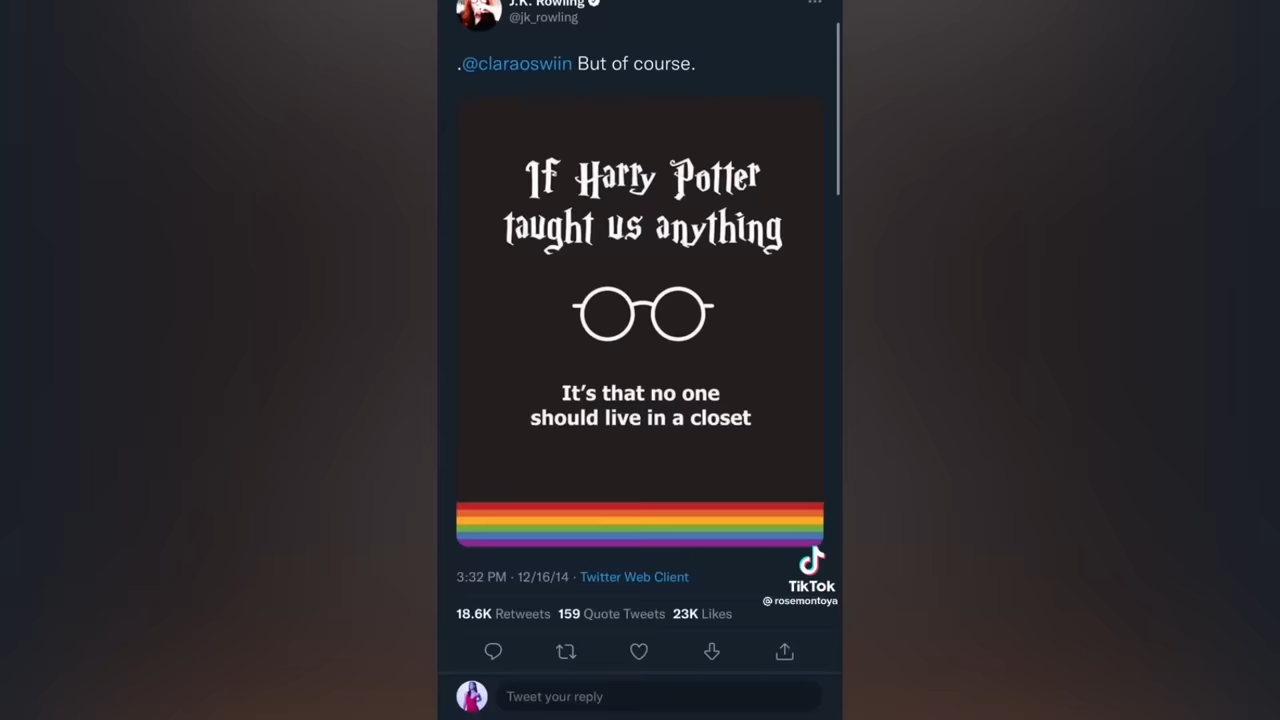 J.K. Rowling
@jk_rowling
.@claraoswiin But of course.
If Harry Potter
taught us anything
It's that no one
should live in a closet
3:32 PM · 12/16/14 · Twitter Web Client
TikTok
@rosemontoya
18.6K Retweets 159 Quote Tweets 23K Likes
Tweet your reply